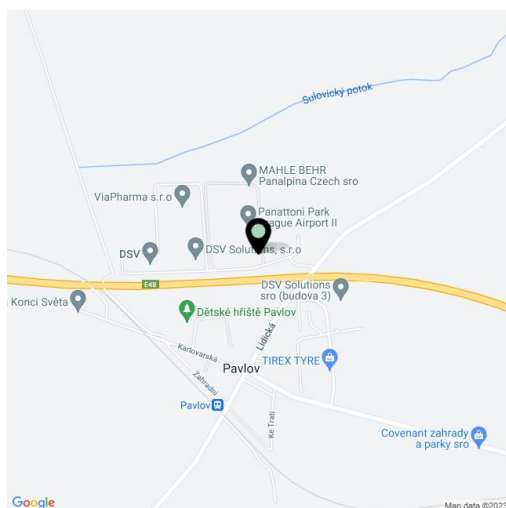 Sulovický potok
MAHLE BEHR
Panalpina Czech sro
ViaPharma s.r.o
Panattoni Park
ague Airport II
DSV
DSV Solutions, s.r.o
E48
DSV Solutions
sro (budova 3)
Konci Světa
Dětské hřiště Pavlov
Lidická
Karlovarská
TIREX TYRE
Pavlov
Zahradní
Pavlov
Ke Trati
Covenant zahrady
a parky sro
Google
Map data ©2023